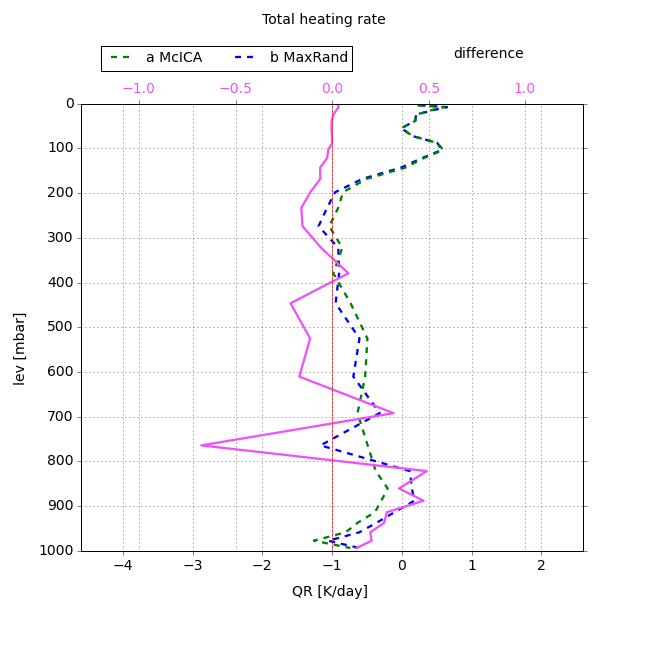 Total heating rate
a McICA b MaxRand difference
−1.0 −0.5 0.0 0.5 1.0
0
100
200
300
400
500
600
700
800
900
1000
lev [mbar]
−4 −3 −2 −1 0 1 2
QR [K/day]